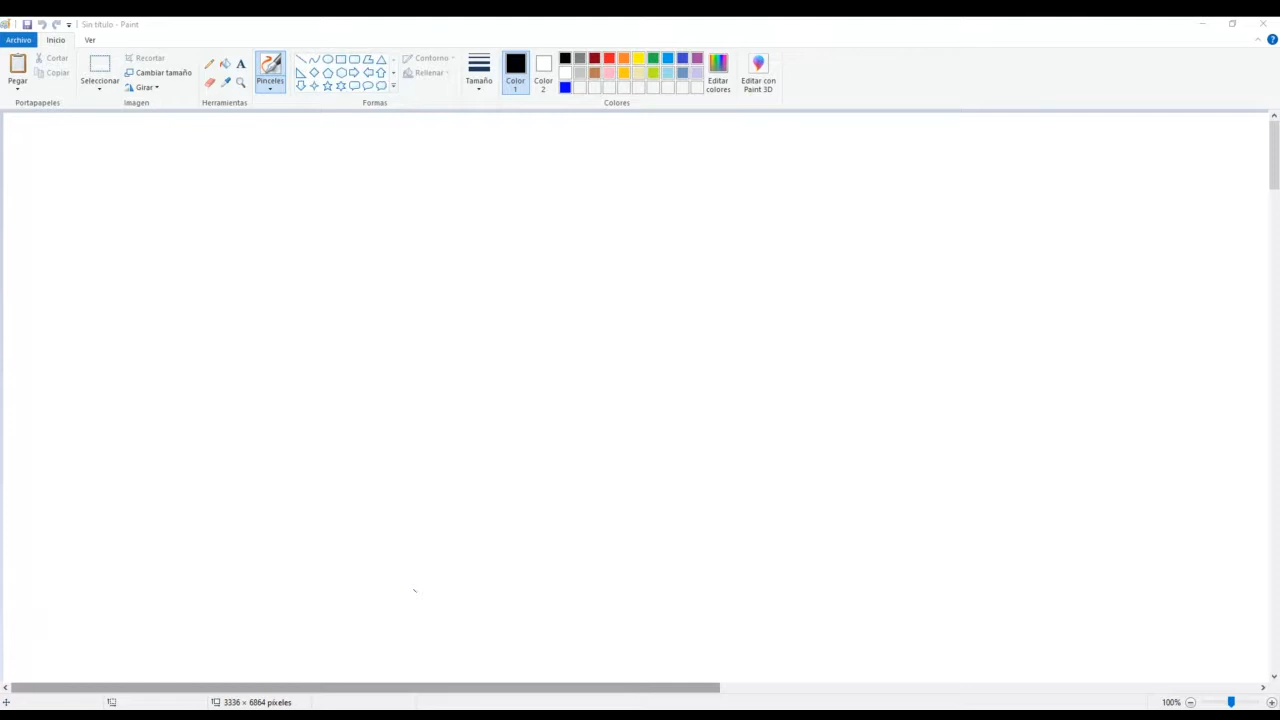 Sin título - Paint
Archivo Inicio Ver
Pegar
Cortar
Copiar
Portapapeles
Seleccionar
Recortar
Cambiar tamaño
Girar
Imagen
Herramientas
Pinceles
Formas
Contorno
Rellenar
Tamaño
Color
1
Color
2
Editar
colores
Editar con
Paint 3D
Colores
3336 × 6864 píxeles
100%